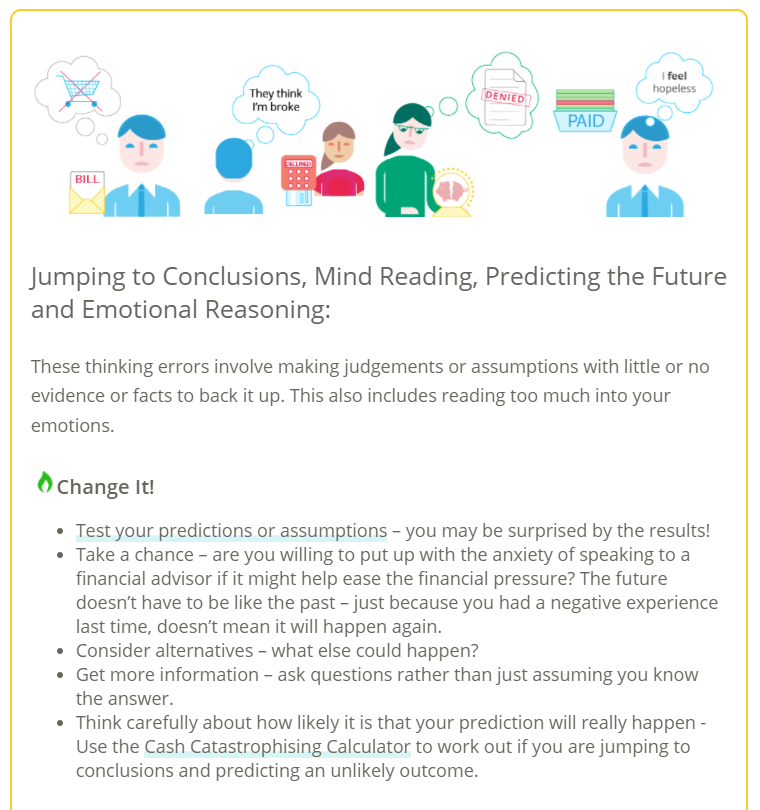 They think
I'm broke
DENIED
I feel
hopeless
PAID
BILL
DECLINED
Jumping to Conclusions, Mind Reading, Predicting the Future
and Emotional Reasoning:
These thinking errors involve making judgements or assumptions with little or no
evidence or facts to back it up. This also includes reading too much into your
emotions.
Change It!
Test your predictions or assumptions – you may be surprised by the results!
Take a chance – are you willing to put up with the anxiety of speaking to a
financial advisor if it might help ease the financial pressure? The future
doesn't have to be like the past – just because you had a negative experience
last time, doesn't mean it will happen again.
Consider alternatives – what else could happen?
Get more information – ask questions rather than just assuming you know
the answer.
Think carefully about how likely it is that your prediction will really happen -
Use the Cash Catastrophising Calculator to work out if you are jumping to
conclusions and predicting an unlikely outcome.